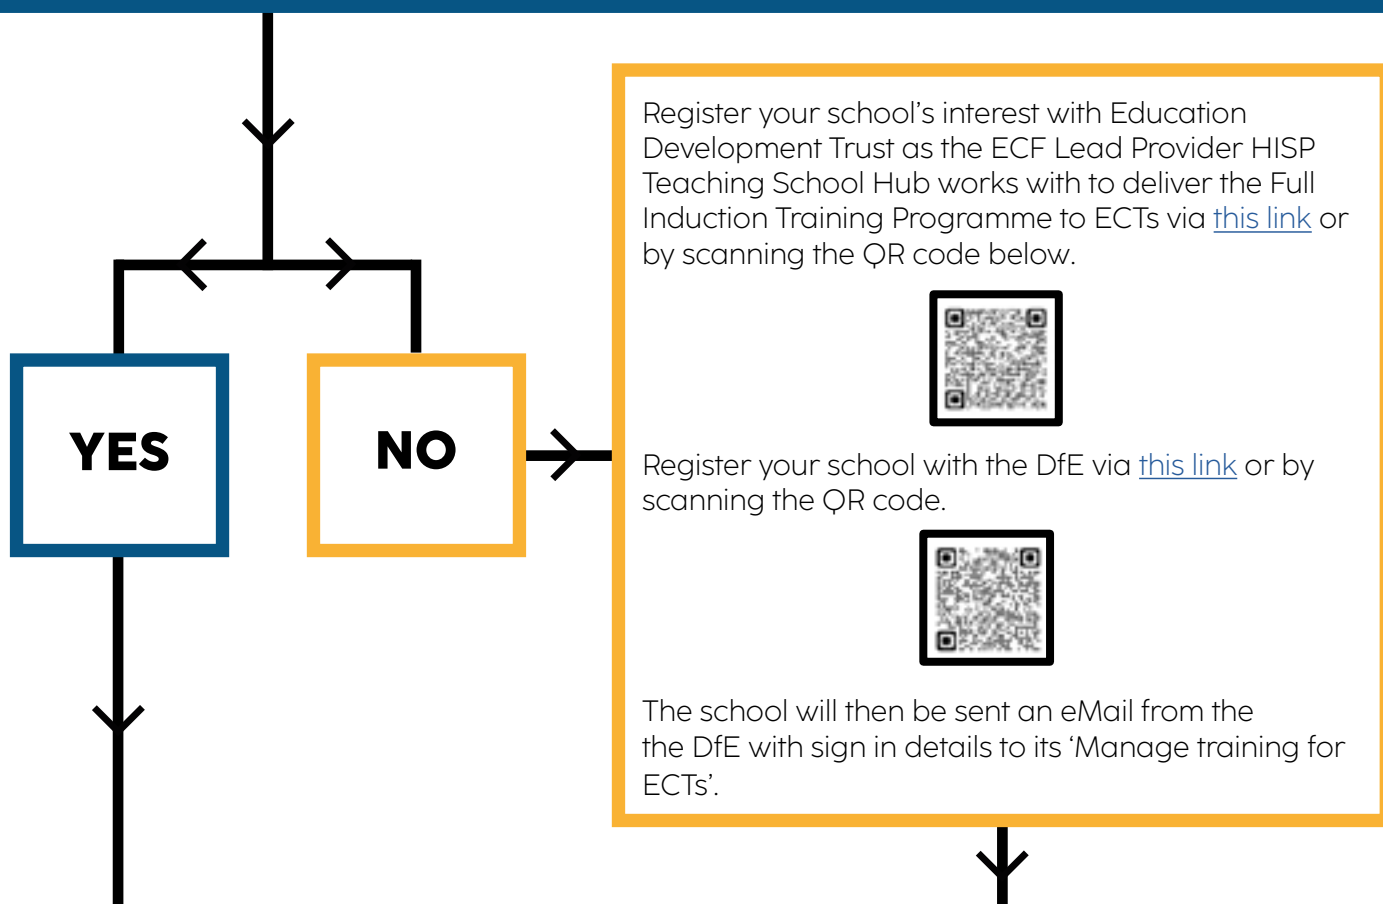 YES
NO
Register your school’s interest with Education
Development Trust as the ECF Lead Provider HISP
Teaching School Hub works with to deliver the Full
Induction Training Programme to ECTs via this link or
by scanning the QR code below.
Register your school with the DfE via this link or by
scanning the QR code.
The school will then be sent an eMail from the
the DfE with sign in details to its ‘Manage training for
ECTs’.